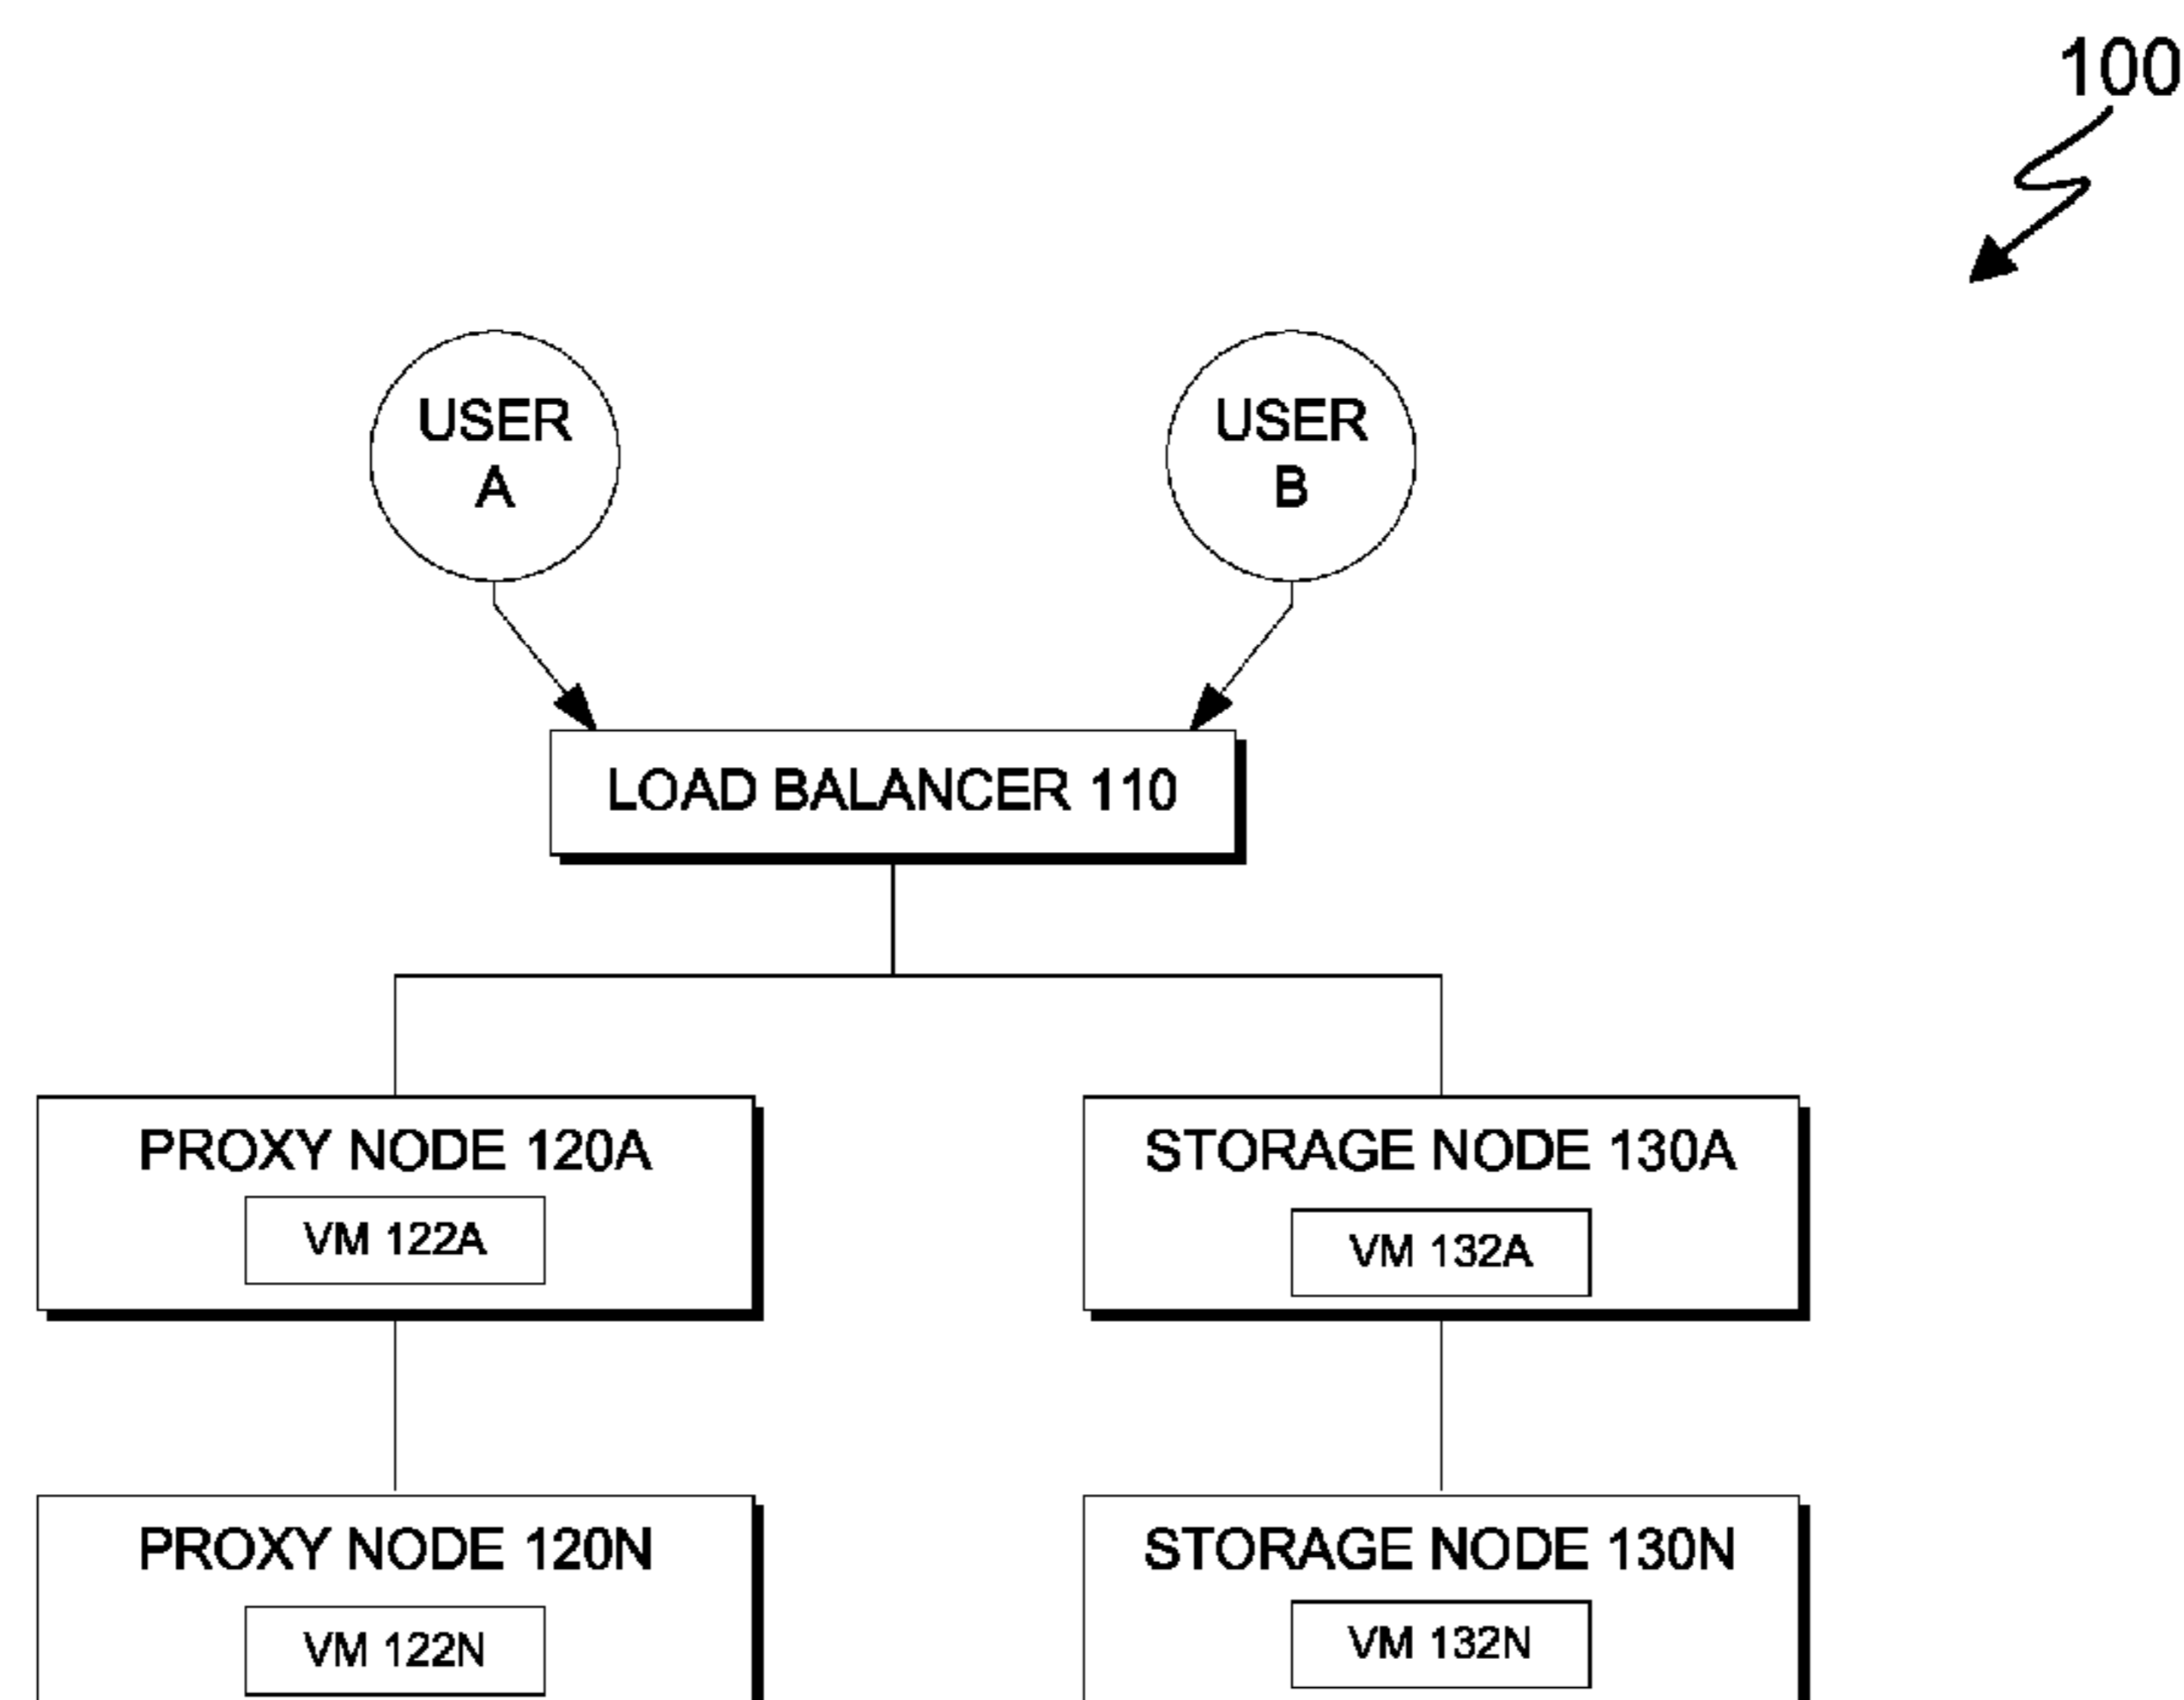 100
USER
A
USER
B
LOAD BALANCER 110
PROXY NODE 120A
VM 122A
STORAGE NODE 130A
VM 132A
PROXY NODE 120N
VM 122N
STORAGE NODE 130N
VM 132N